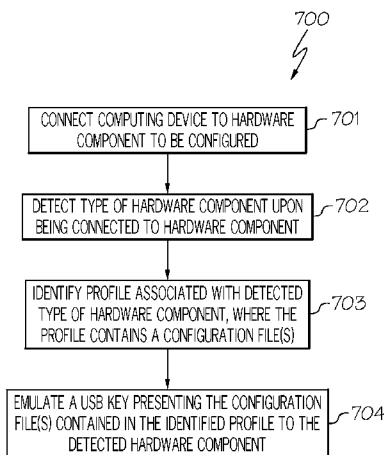 700
CONNECT COMPUTING DEVICE TO HARDWARE
COMPONENT TO BE CONFIGURED
701
DETECT TYPE OF HARDWARE COMPONENT UPON
BEING CONNECTED TO HARDWARE COMPONENT
702
IDENTIFY PROFILE ASSOCIATED WITH DETECTED
TYPE OF HARDWARE COMPONENT, WHERE THE
PROFILE CONTAINS A CONFIGURATION FILE(S)
703
EMULATE A USB KEY PRESENTING THE CONFIGURATION
FILE(S) CONTAINED IN THE IDENTIFIED PROFILE TO THE
DETECTED HARDWARE COMPONENT
704